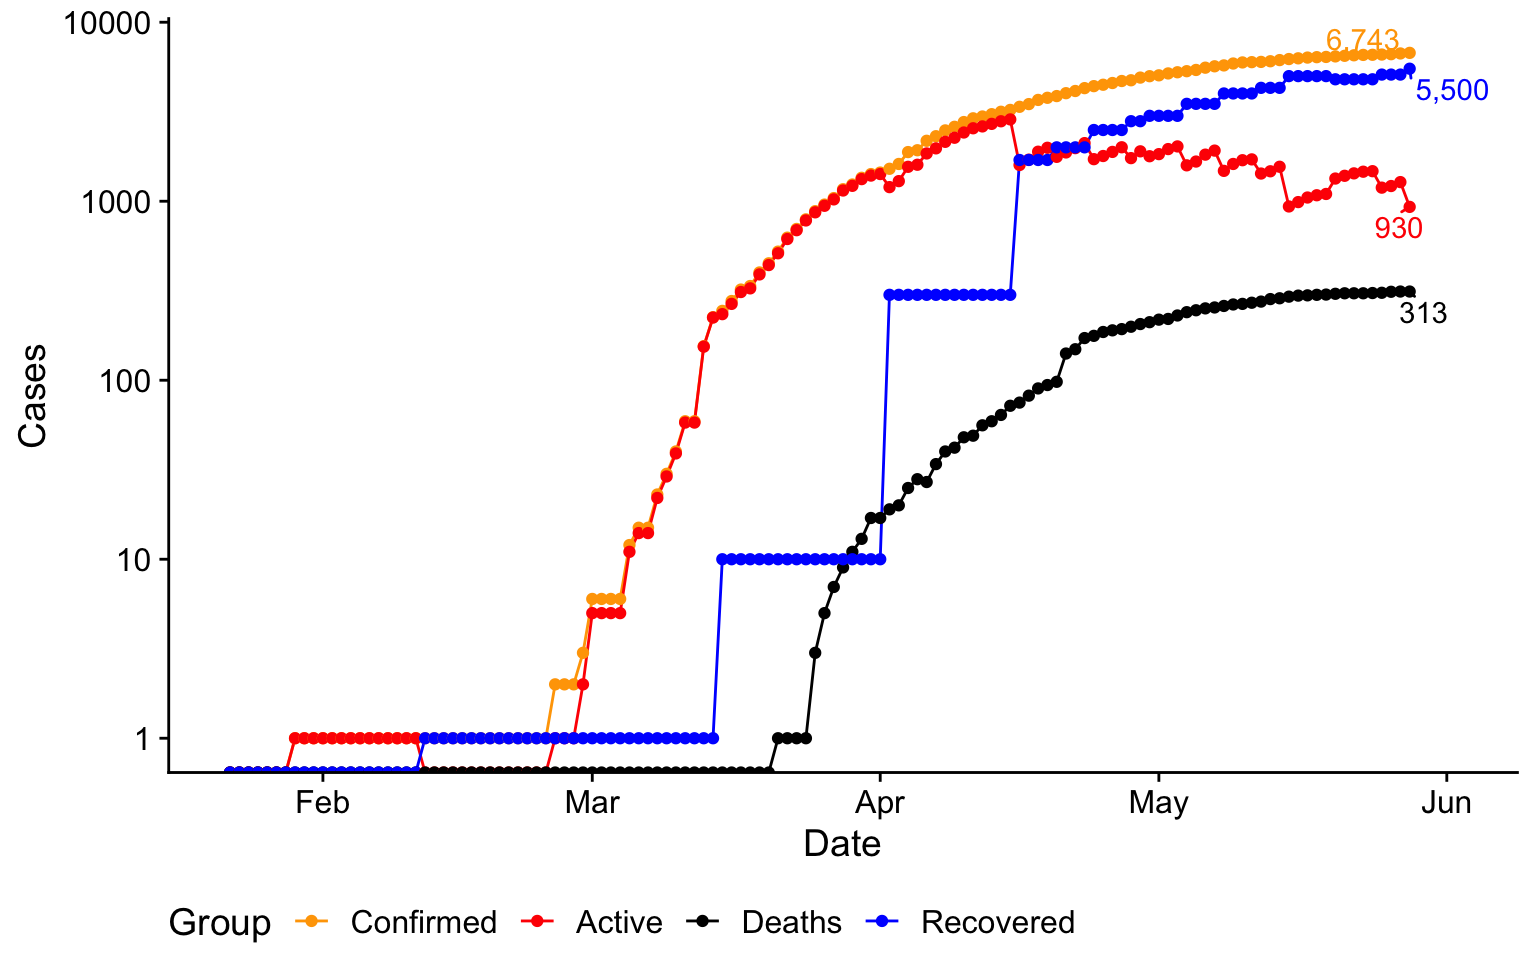 10000
1000
100
10
1
Cases
6,743
5,500
930
313
Feb Mar Apr May Jun
Date
Group Confirmed Active Deaths Recovered